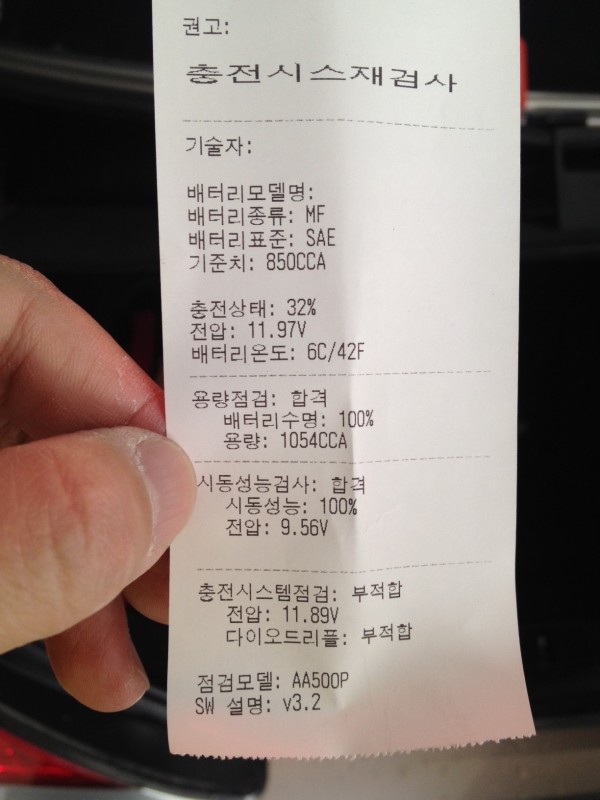 권고:
충전시스재검사
기술자:
배터리모델명:
배터리종류: MF
배터리표준: SAE
기준치: 850CCA
충전상태: 32%
전압: 11.97V
배터리온도: 6C/42F
용량점검: 합격
배터리수명: 100%
용량: 1054CCA
시동성능검사: 합격
시동성능: 100%
전압: 9.56V
충전시스템점검: 부적합
전압: 11.89V
다이오드리플: 부적합
점검모델: AA500P
SW 설명: v3.2